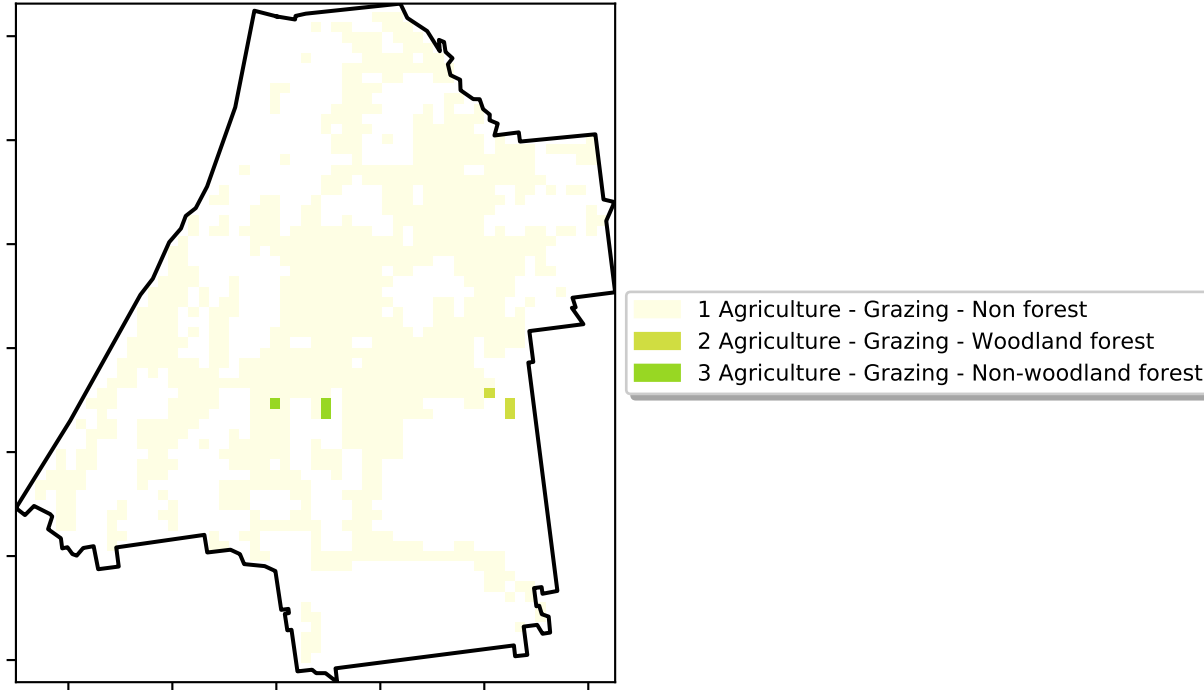 1 Agriculture - Grazing - Non forest
2 Agriculture - Grazing - Woodland forest
3 Agriculture - Grazing - Non-woodland forest